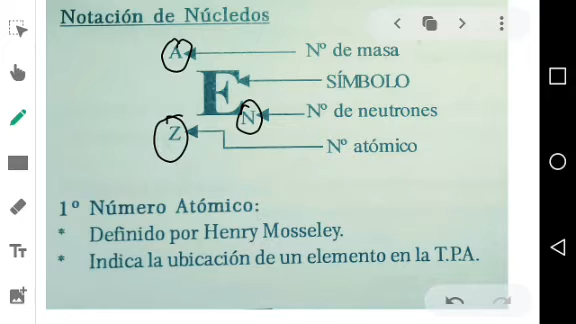 Notación de Núcledos
A Nº de masa
E SÍMBOLO
N Nº de neutrones
Z Nº atómico
1º Número Atómico:
* Definido por Henry Mosseley.
* Indica la ubicación de un elemento en la T.P.A.
Tт